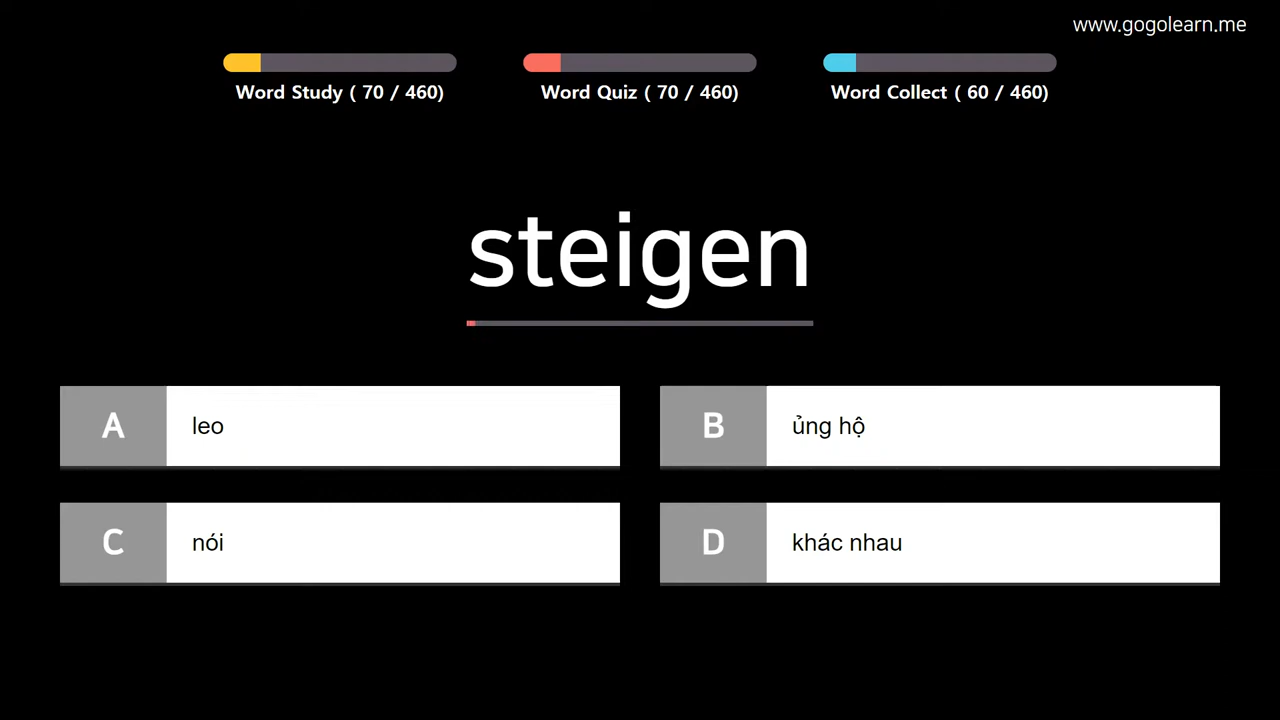 www.gogolearn.me
Word Study ( 70 / 460)
Word Quiz ( 70 / 460)
Word Collect ( 60 / 460)
steigen
A leo
B ủng hộ
C nói
D khác nhau